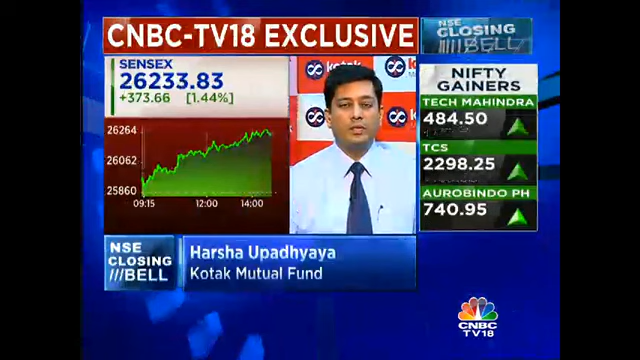 CNBC-TV18 EXCLUSIVE
NSE
CLOSING
///BELL
SENSEX
26233.83
+373.66 [1.44%]
26264
26062
25860
09:15 12:00 14:00
kotak
NIFTY
GAINERS
TECH MAHINDRA
484.50
TCS
2298.25
AUROBINDO PH
740.95
NSE
CLOSING
///BELL
Harsha Upadhyaya
Kotak Mutual Fund
CNBC
TV18